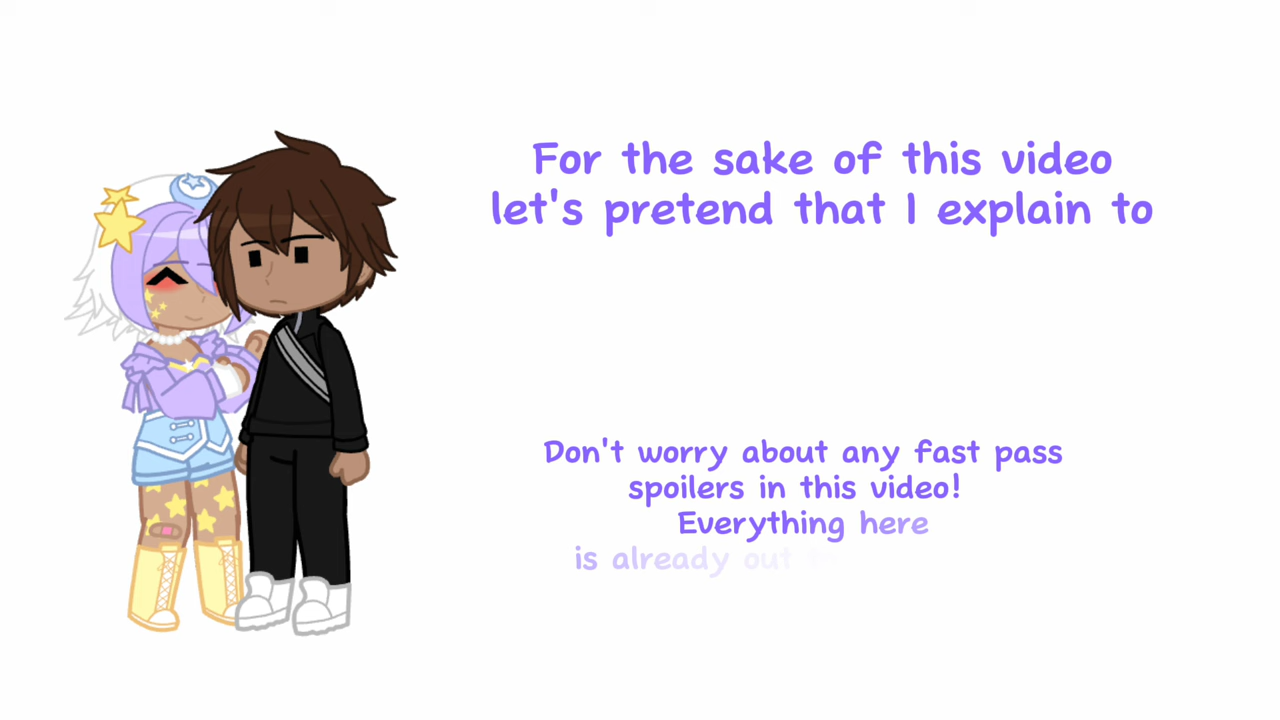 For the sake of this video
let's pretend that I explain to
Don't worry about any fast pass
spoilers in this video!
Everything here
is already out